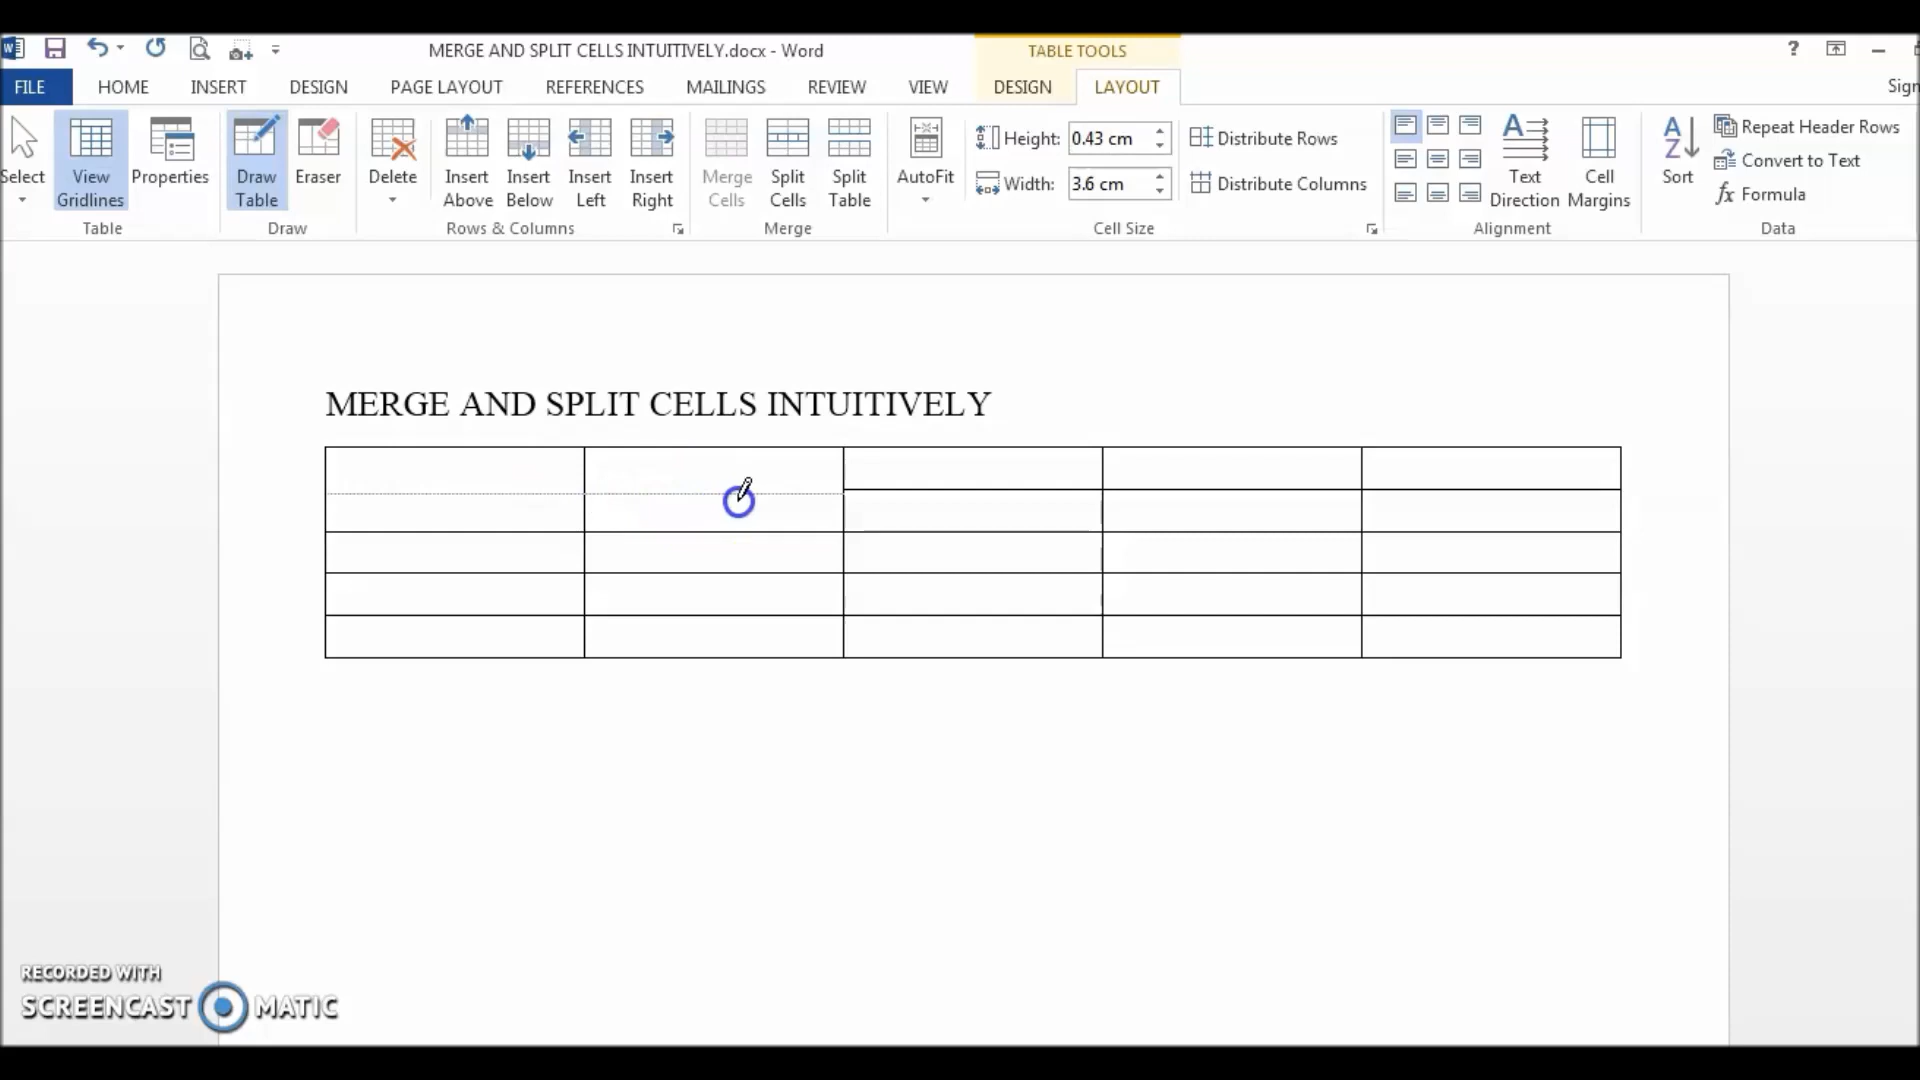 MERGE AND SPLIT CELLS INTUITIVELY.docx - Word
TABLE TOOLS
?
FILE
HOME
INSERT
DESIGN
PAGE LAYOUT
REFERENCES
MAILINGS
REVIEW
VIEW
DESIGN
LAYOUT
Sign
Select
View Gridlines
Properties
Draw Table
Eraser
Delete
Insert Above
Insert Below
Insert Left
Insert Right
Merge Cells
Split Cells
Split Table
AutoFit
Height: 0.43 cm
Width: 3.6 cm
Distribute Rows
Distribute Columns
Text Direction
Cell Margins
Sort
Repeat Header Rows
Convert to Text
fx Formula
Table
Draw
Rows & Columns
Merge
Cell Size
Alignment
Data
MERGE AND SPLIT CELLS INTUITIVELY
RECORDED WITH
SCREENCAST MATIC